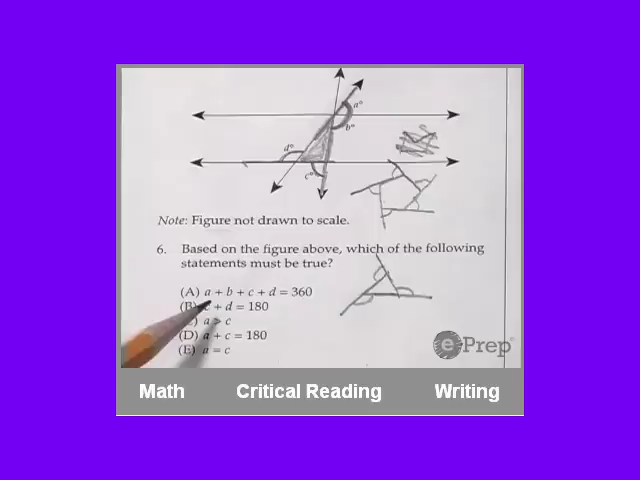 a°
b°
d°
c°
Note: Figure not drawn to scale.
6. Based on the figure above, which of the following
statements must be true?
(A) a + b + c + d = 360
(B) + d = 180
a > c
(D) a + c = 180
(E) a = c
ePrep
Math Critical Reading Writing